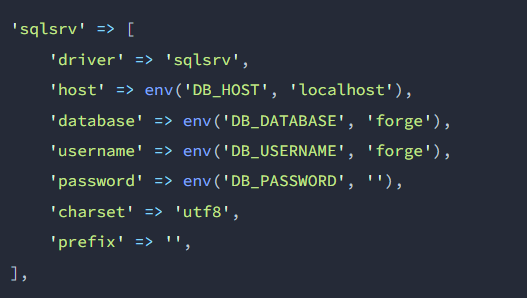 'sqlsrv' => [
    'driver' => 'sqlsrv',
    'host' => env('DB_HOST', 'localhost'),
    'database' => env('DB_DATABASE', 'forge'),
    'username' => env('DB_USERNAME', 'forge'),
    'password' => env('DB_PASSWORD', ''),
    'charset' => 'utf8',
    'prefix' => '',
],